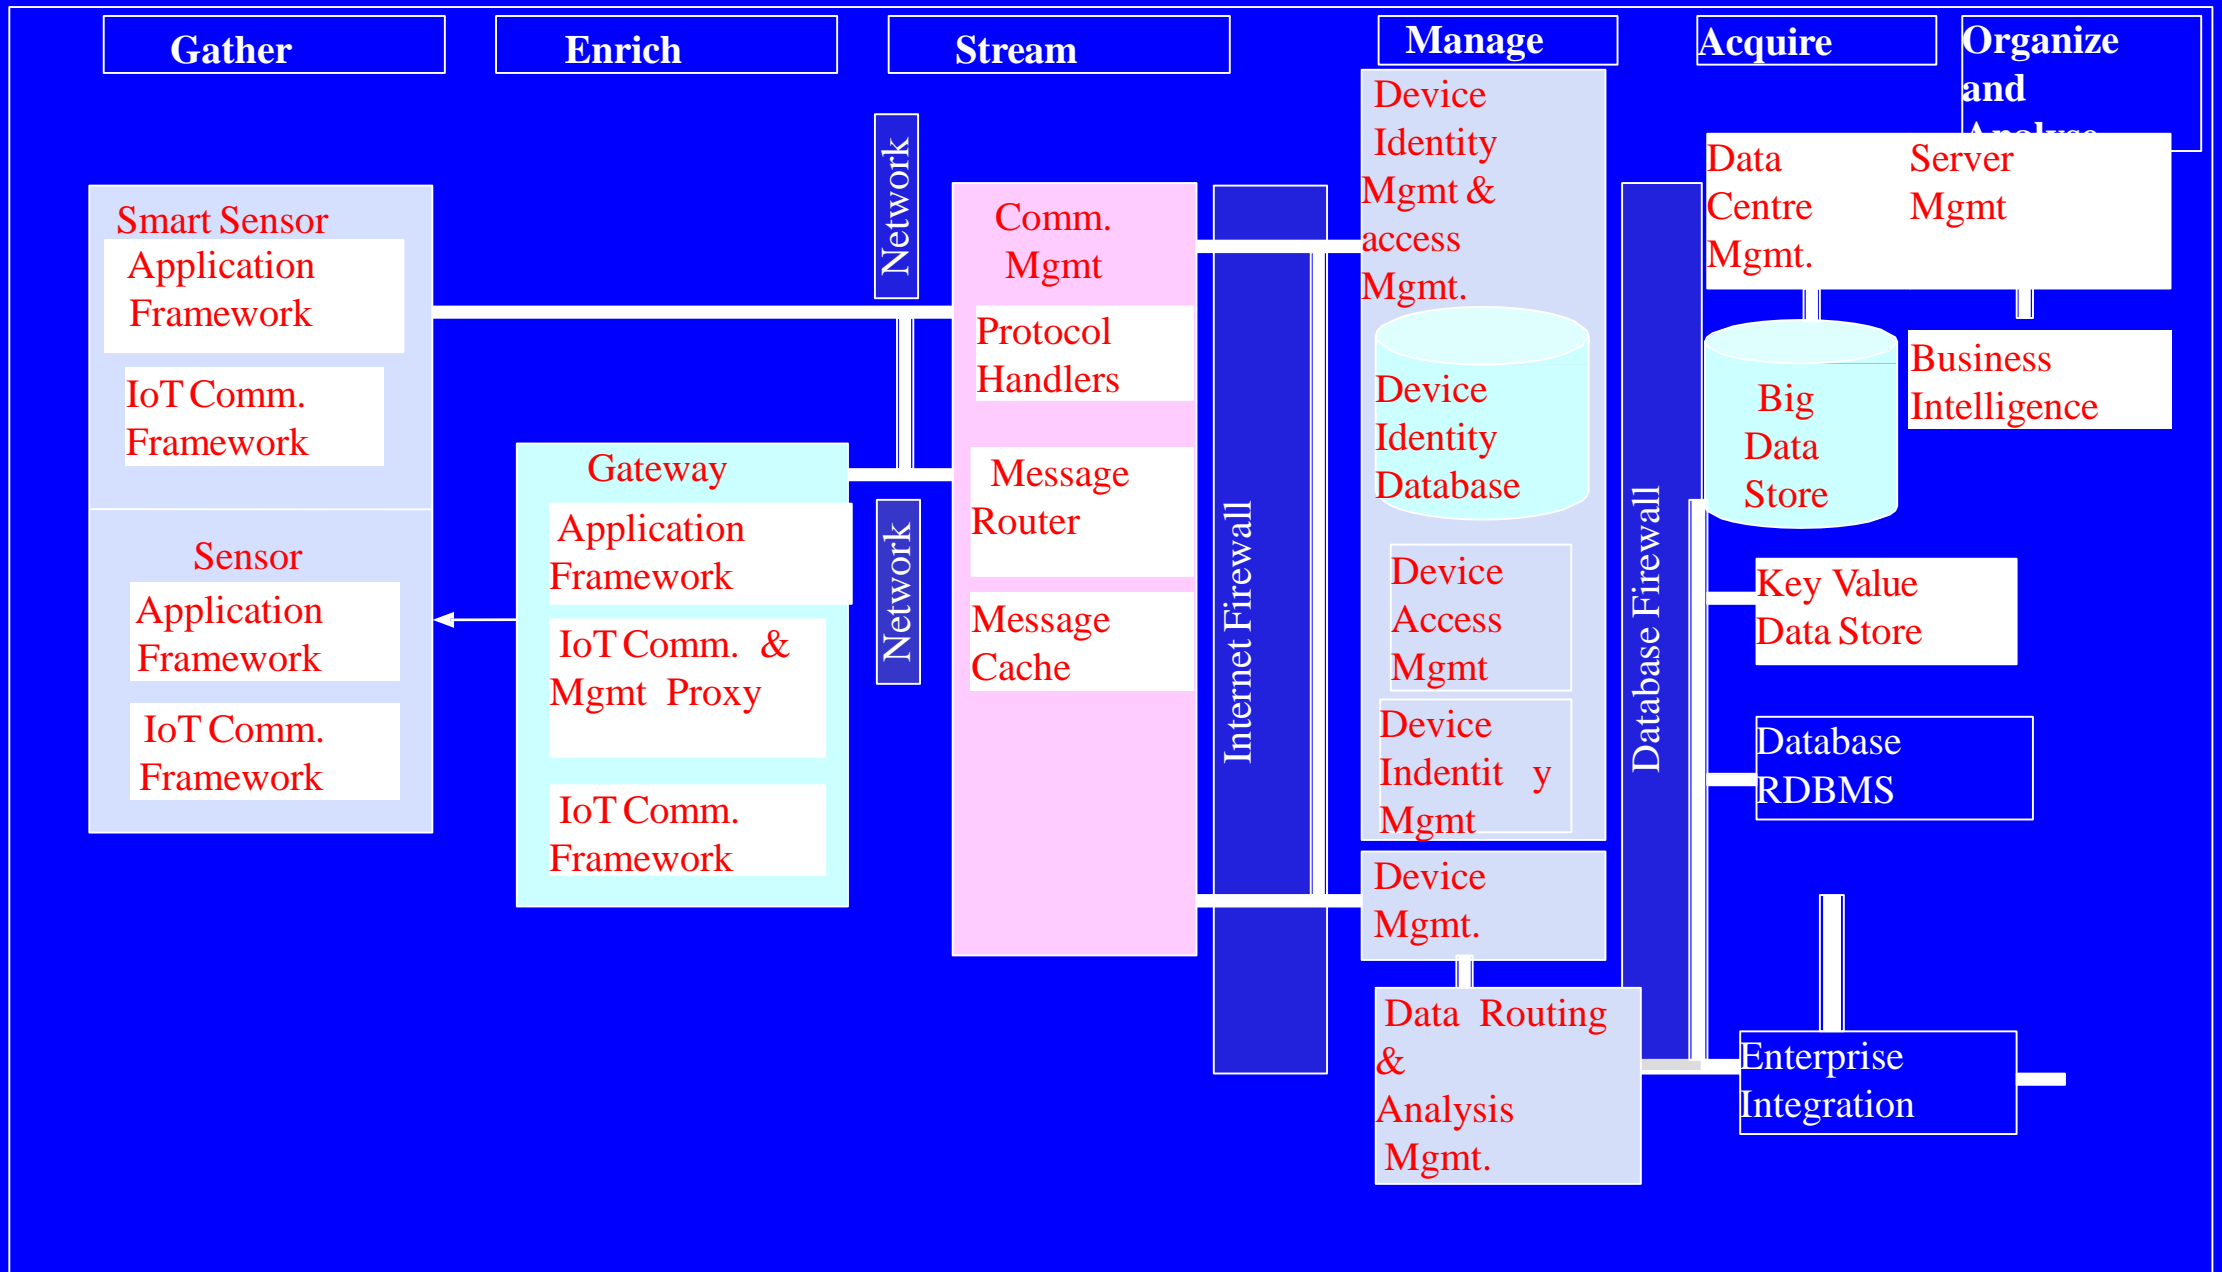 Gather
Enrich
Stream
Manage
Acquire
Organize
and
Analyse
Smart Sensor
Application
Framework
IoT Comm.
Framework
Sensor
Application
Framework
IoT Comm.
Framework
Gateway
Application
Framework
IoT Comm. &
Mgmt Proxy
IoT Comm.
Framework
Network
Network
Comm.
Mgmt
Protocol
Handlers
Message
Router
Message
Cache
Internet Firewall
Device
Identity
Mgmt &
access
Mgmt.
Device
Identity
Database
Device
Access
Mgmt
Device
Indentit y
Mgmt
Device
Mgmt.
Data Routing
&
Analysis
Mgmt.
Database Firewall
Data
Centre
Mgmt.
Server
Mgmt
Big
Data
Store
Business
Intelligence
Key Value
Data Store
Database
RDBMS
Enterprise
Integration